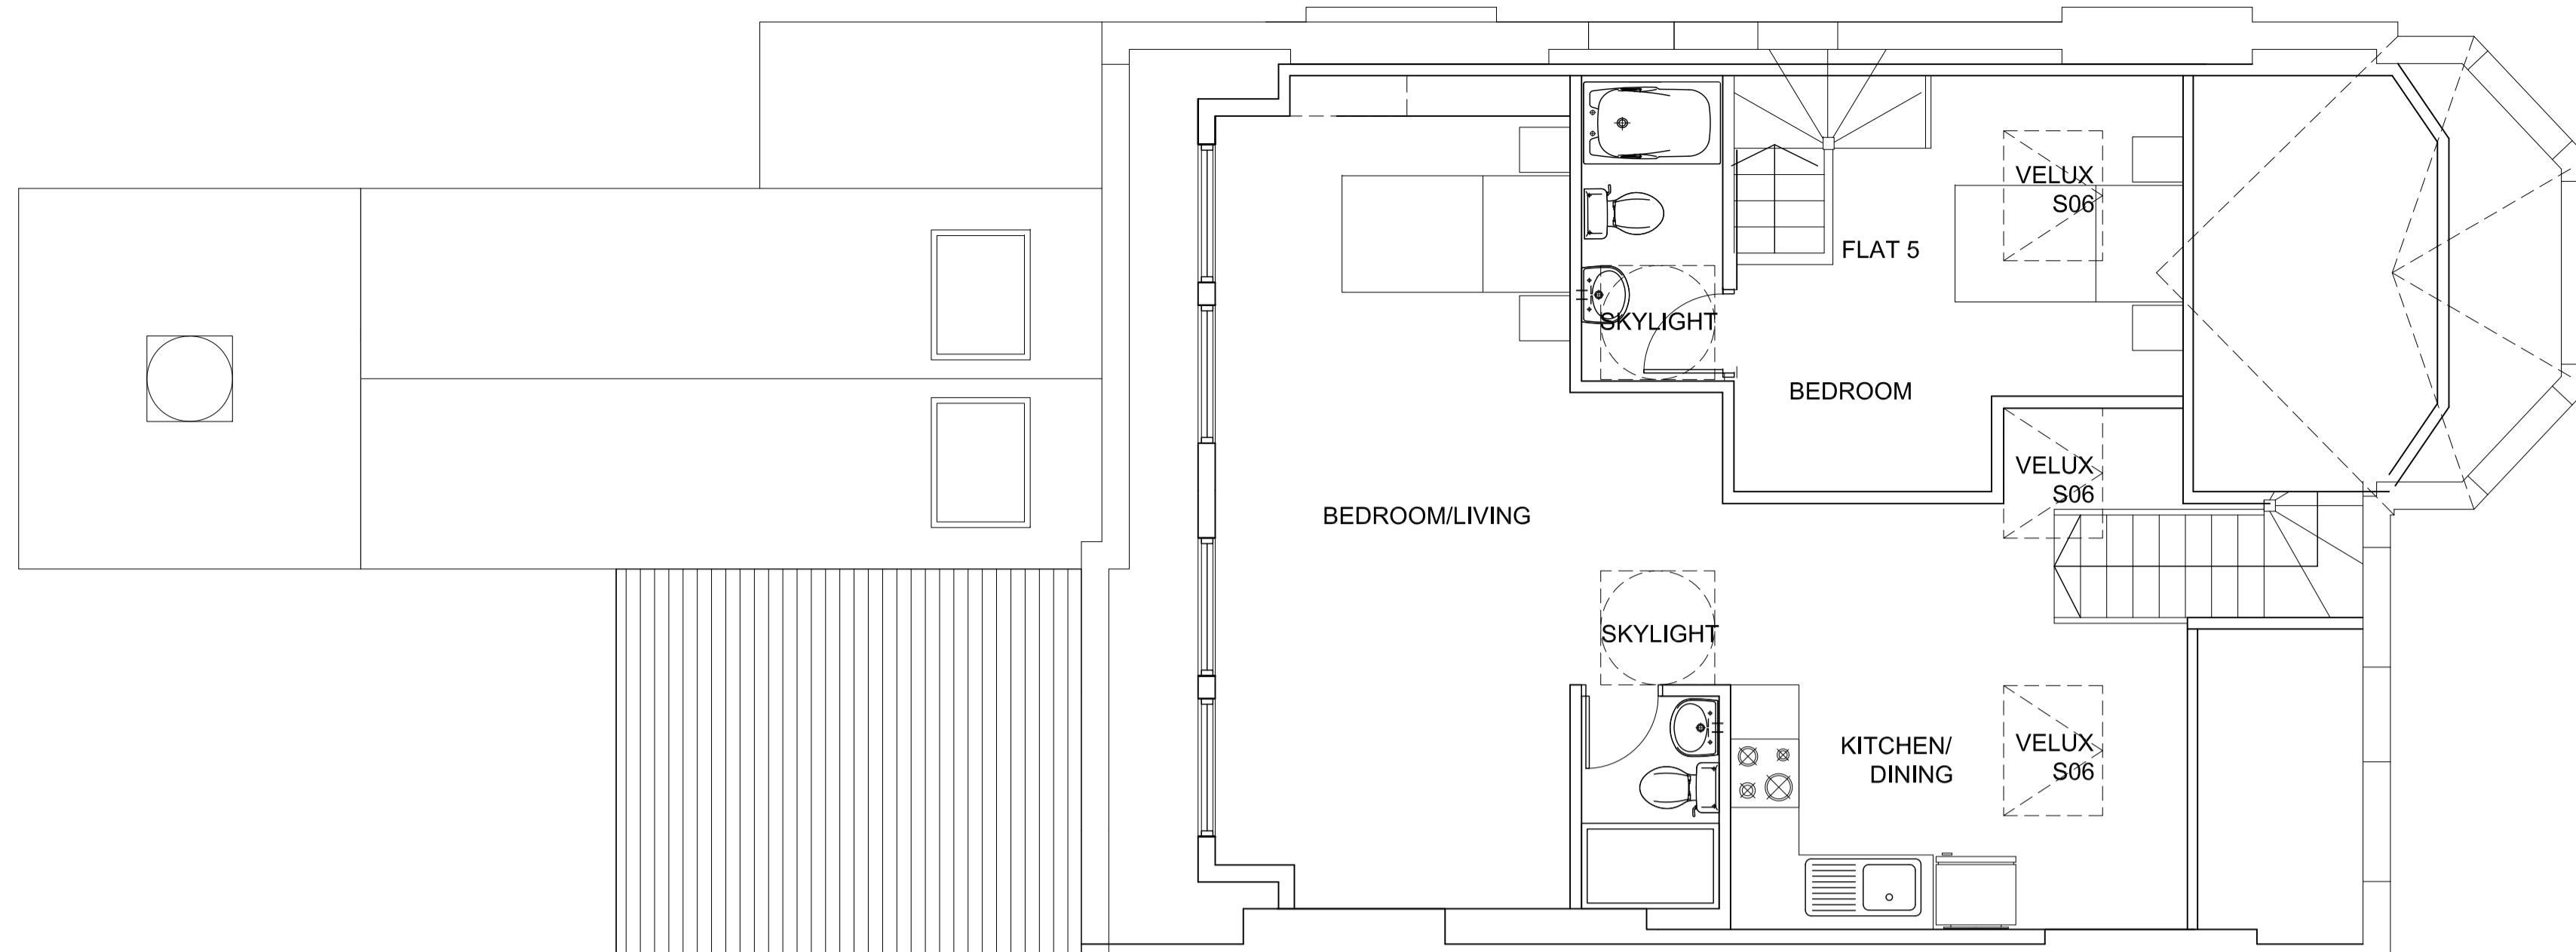 VELUX
S06
FLAT 5
SKYLIGHT
BEDROOM
VELUX
S06
BEDROOM/LIVING
SKYLIGHT
KITCHEN/
DINING
VELUX
S06